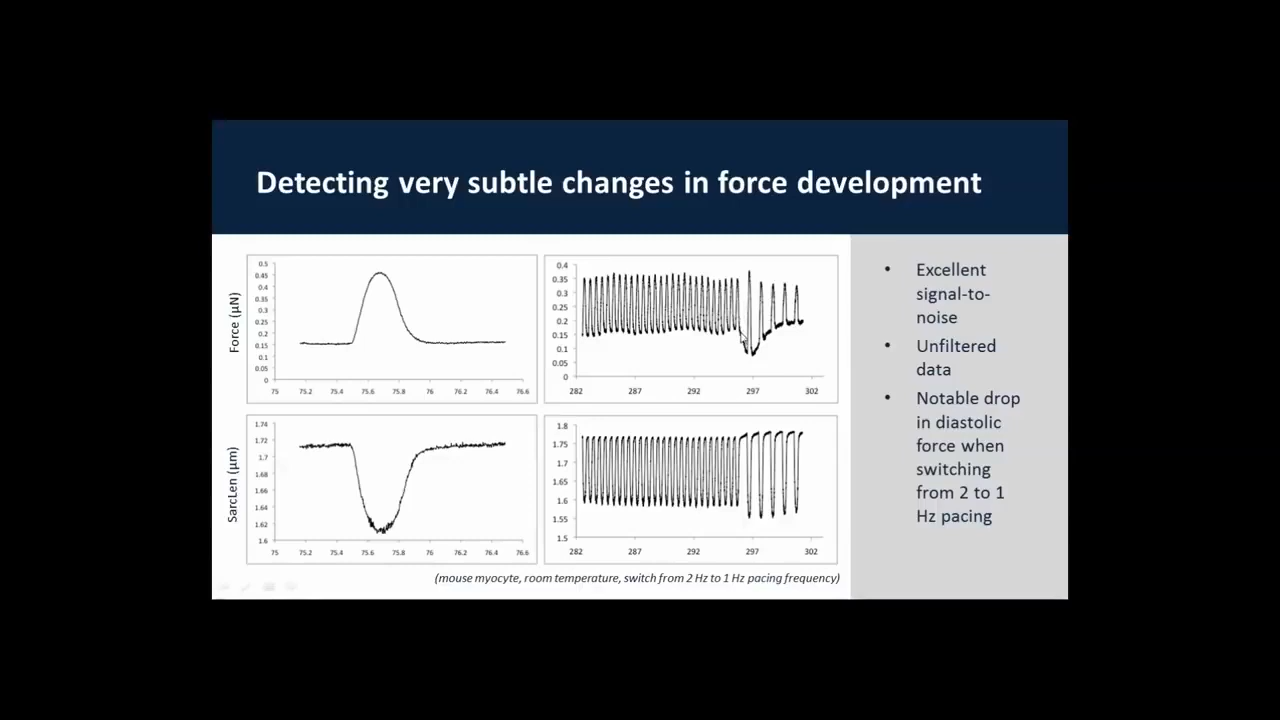 Detecting very subtle changes in force development
Force (µN)
0.5
0.45
0.4
0.35
0.3
0.25
0.2
0.15
0.1
0.05
0
75 75.2 75.4 75.6 75.8 76 76.2 76.4 76.6
0.4
0.35
0.3
0.25
0.2
0.15
0.1
0.05
0
282 287 292 297 302
SarcLen (µm)
1.74
1.72
1.7
1.68
1.66
1.64
1.62
1.6
75 75.2 75.4 75.6 75.8 76 76.2 76.4 76.6
1.8
1.75
1.7
1.65
1.6
1.55
1.5
282 287 292 297 302
(mouse myocyte, room temperature, switch from 2 Hz to 1 Hz pacing frequency)
• Excellent
signal-to-
noise
• Unfiltered
data
• Notable drop
in diastolic
force when
switching
from 2 to 1
Hz pacing